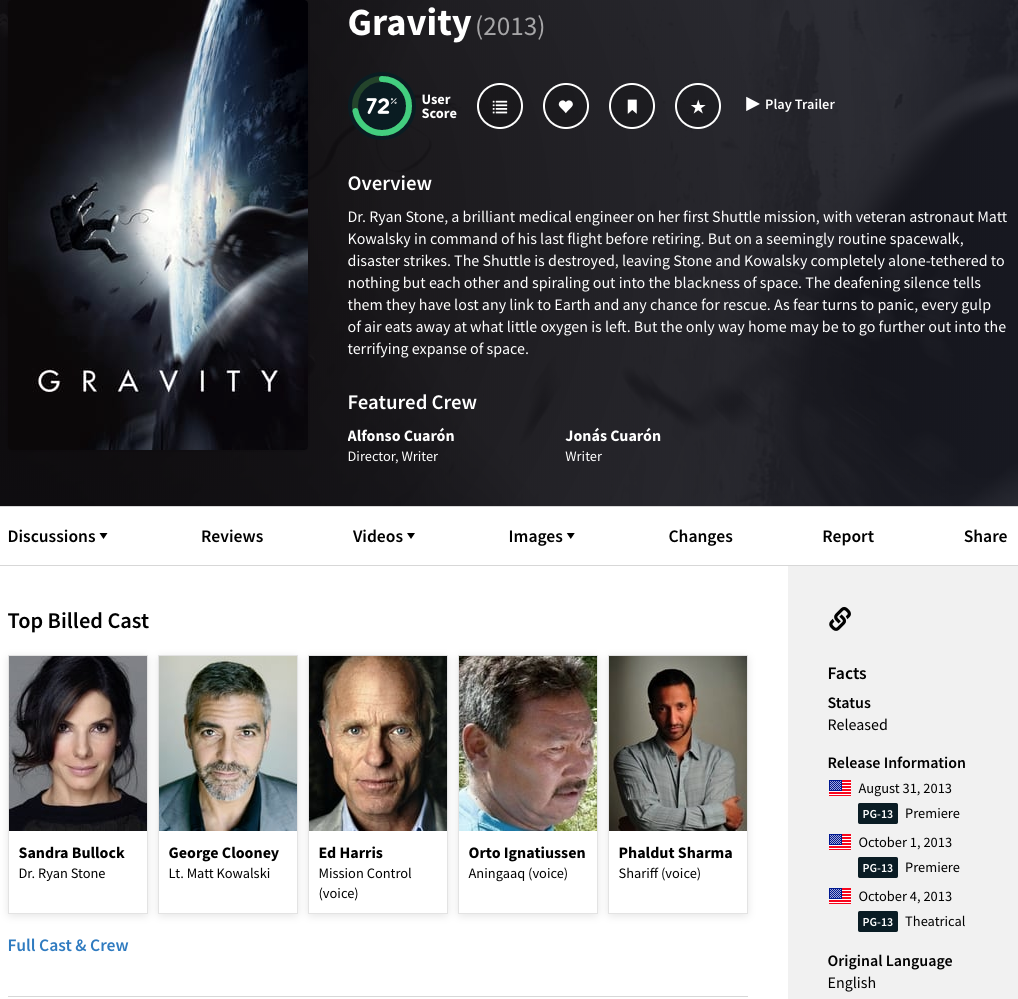 Gravity (2013)
72%
User
Score
Play Trailer
Overview
Dr. Ryan Stone, a brilliant medical engineer on her first Shuttle mission, with veteran astronaut Matt
Kowalsky in command of his last flight before retiring. But on a seemingly routine spacewalk,
disaster strikes. The Shuttle is destroyed, leaving Stone and Kowalsky completely alone-tethered to
nothing but each other and spiraling out into the blackness of space. The deafening silence tells
them they have lost any link to Earth and any chance for rescue. As fear turns to panic, every gulp
of air eats away at what little oxygen is left. But the only way home may be to go further out into the
terrifying expanse of space.
GRAVITY
Featured Crew
Alfonso Cuarón
Director, Writer
Jonás Cuarón
Writer
Discussions Reviews Videos Images Changes Report Share
Top Billed Cast
Sandra Bullock
Dr. Ryan Stone
George Clooney
Lt. Matt Kowalski
Ed Harris
Mission Control
(voice)
Orto Ignatiussen
Aningaaq (voice)
Phaldut Sharma
Shariff (voice)
Full Cast & Crew
Facts
Status
Released
Release Information
August 31, 2013
PG-13 Premiere
October 1, 2013
PG-13 Premiere
October 4, 2013
PG-13 Theatrical
Original Language
English